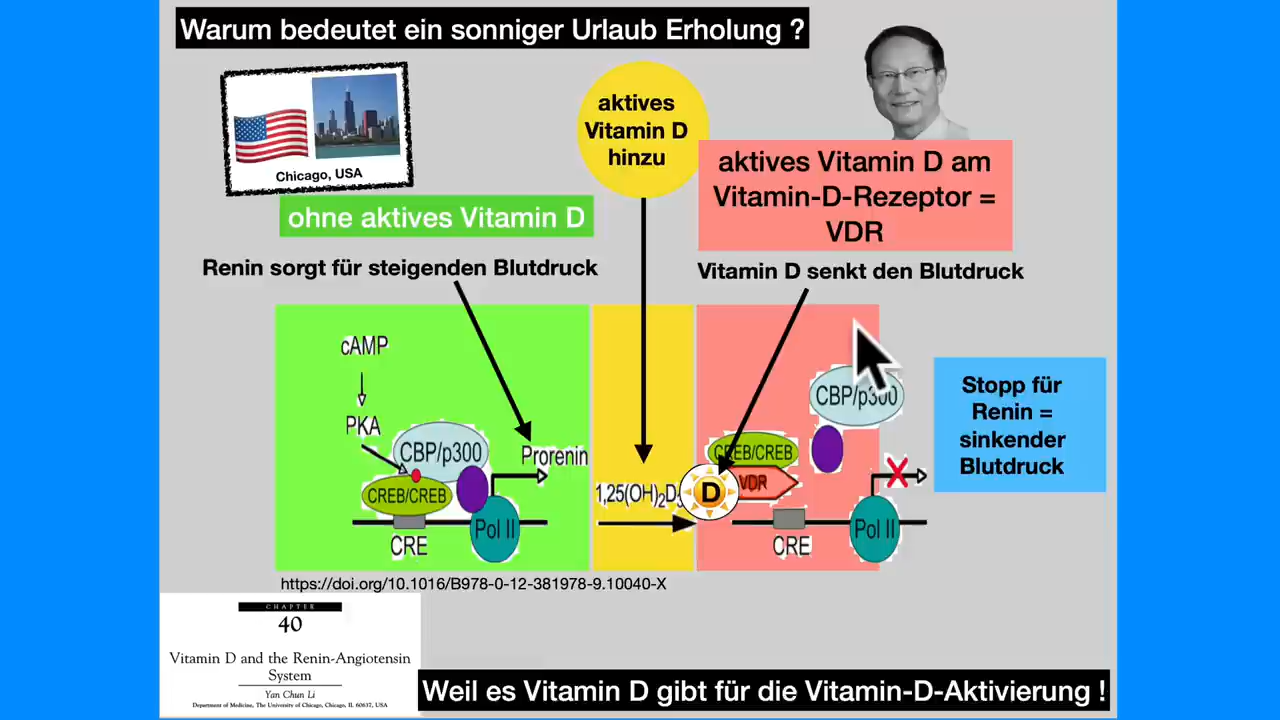 Warum bedeutet ein sonniger Urlaub Erholung ?
Chicago, USA
aktives
Vitamin D
hinzu
aktives Vitamin D am
Vitamin-D-Rezeptor =
VDR
ohne aktives Vitamin D
Renin sorgt für steigenden Blutdruck
Vitamin D senkt den Blutdruck
cAMP
PKA
CBP/p300
Prorenin
CREB/CREB
Pol II
CRE
1,25(OH)₂D₃
D
CREB/CREB
VDR
CBP/p300
CRE
Pol II
Stopp für
Renin =
sinkender
Blutdruck
https://doi.org/10.1016/B978-0-12-381978-9.10040-X
CHAPTER
40
Vitamin D and the Renin-Angiotensin
System
Yan Chun Li
Department of Medicine, The University of Chicago, Chicago, IL 60637, USA
Weil es Vitamin D gibt für die Vitamin-D-Aktivierung !